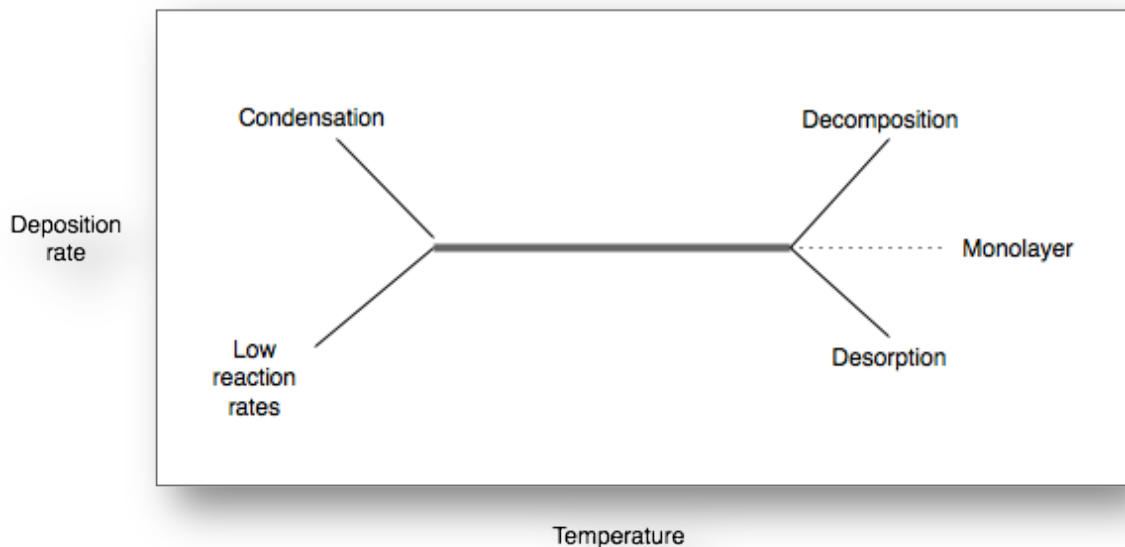 Condensation
Decomposition
Deposition
rate
Monolayer
Low
reaction
rates
Desorption
Temperature